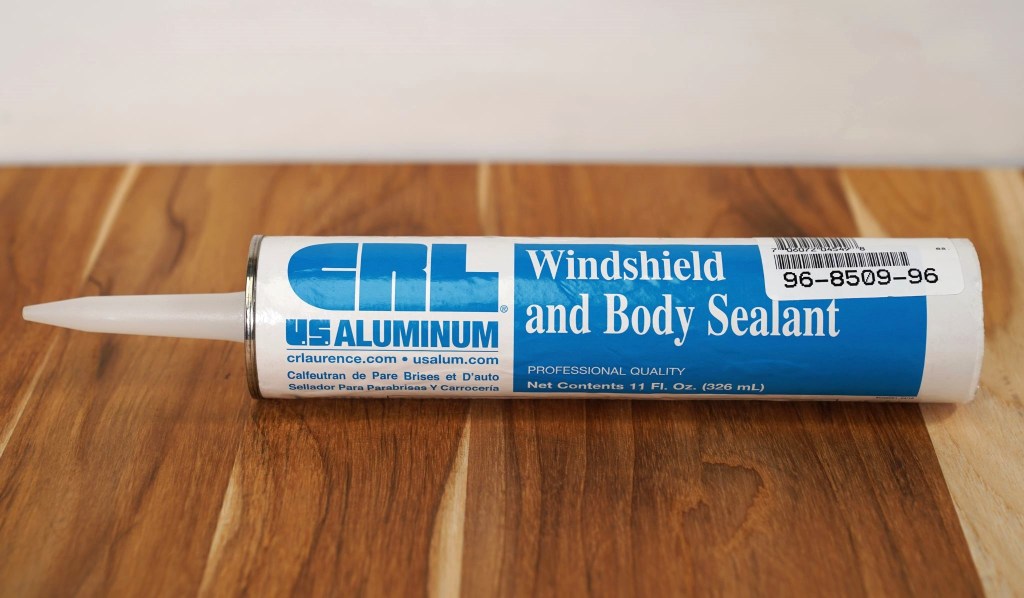 CRL®
US ALUMINUM
crlaurence.com • usalum.com
Calfeutran de Pare Brises et D'auto
Sellador Para Parabrisas Y Carrocería
Windshield
and Body Sealant
PROFESSIONAL QUALITY
Net Contents 11 Fl. Oz. (326 mL)
96-8509-96